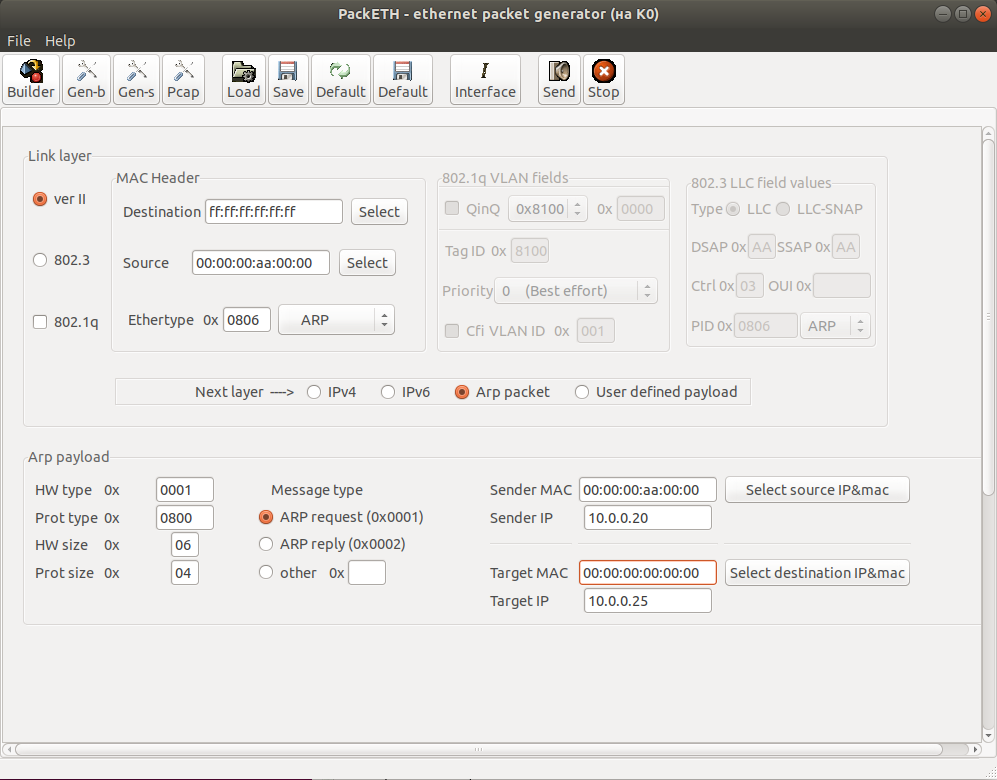 PackETH - ethernet packet generator (на K0)
File Help
Builder Gen-b Gen-s Pcap Load Save Default Default Interface Send Stop
Link layer
ver II
802.3
802.1q
MAC Header
Destination ff:ff:ff:ff:ff:ff Select
Source 00:00:00:aa:00:00 Select
Ethertype 0x 0806 ARP
802.1q VLAN fields
QinQ 0x8100 0x 0000
Tag ID 0x 8100
Priority 0 (Best effort)
Cfi VLAN ID 0x 001
802.3 LLC field values
Type LLC LLC-SNAP
DSAP 0x AA SSAP 0x AA
Ctrl 0x 03 OUI 0x
PID 0x 0806 ARP
Next layer ----> IPv4 IPv6 Arp packet User defined payload
Arp payload
HW type 0x 0001
Prot type 0x 0800
HW size 0x 06
Prot size 0x 04
Message type
ARP request (0x0001)
ARP reply (0x0002)
other 0x
Sender MAC 00:00:00:aa:00:00 Select source IP&mac
Sender IP 10.0.0.20
Target MAC 00:00:00:00:00:00 Select destination IP&mac
Target IP 10.0.0.25